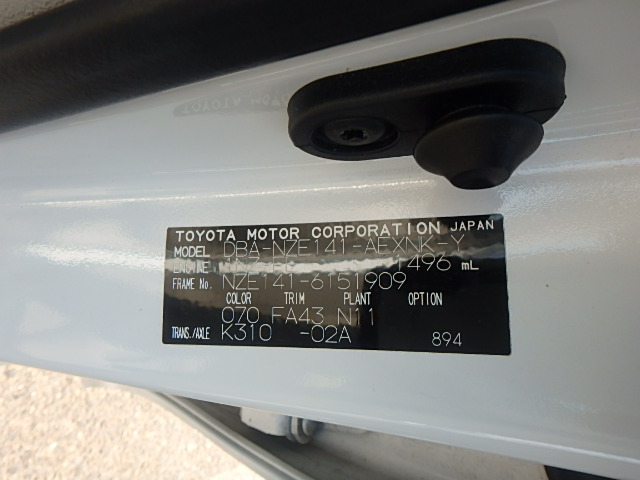 TOYOTA MOTOR CORPORATION JAPAN
MODEL DBA-NZE141-AEXNK-Y
ENGINE 1496 mL
FRAME No. NZE141-6151909
COLOR TRIM PLANT OPTION
070 FA43 N11
TRANS./AXLE K310 -02A
894